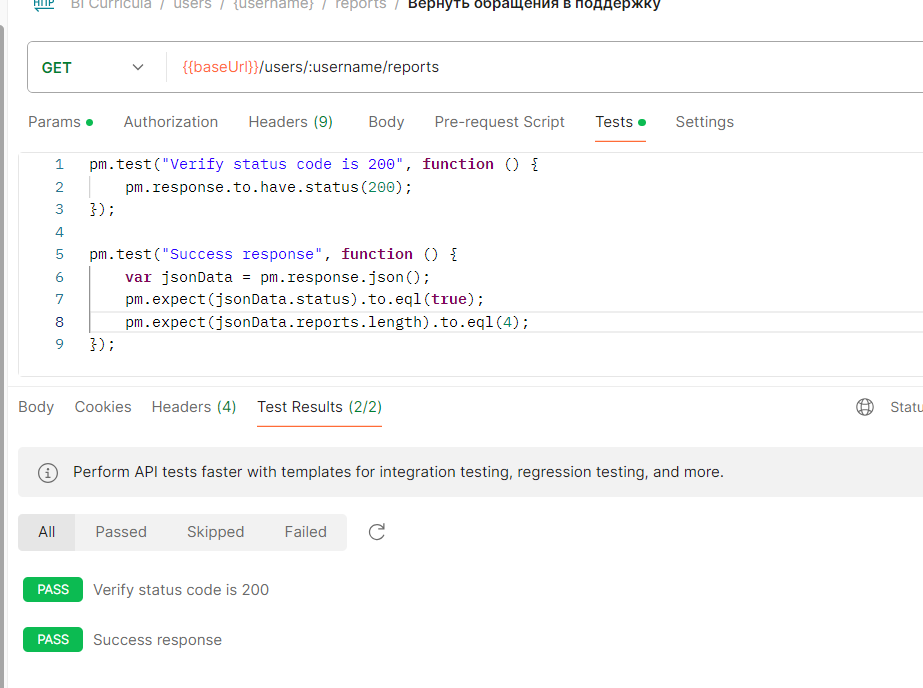 HTTP BI Curricula / users / {username} / reports / Вернуть обращения в поддержку
GET {{baseUrl}}/users/:username/reports
Params Authorization Headers (9) Body Pre-request Script Tests Settings
1 pm.test("Verify status code is 200", function () {
2 pm.response.to.have.status(200);
3 });
4
5 pm.test("Success response", function () {
6 var jsonData = pm.response.json();
7 pm.expect(jsonData.status).to.eql(true);
8 pm.expect(jsonData.reports.length).to.eql(4);
9 });
Body Cookies Headers (4) Test Results (2/2) Statu
Perform API tests faster with templates for integration testing, regression testing, and more.
All Passed Skipped Failed
PASS Verify status code is 200
PASS Success response